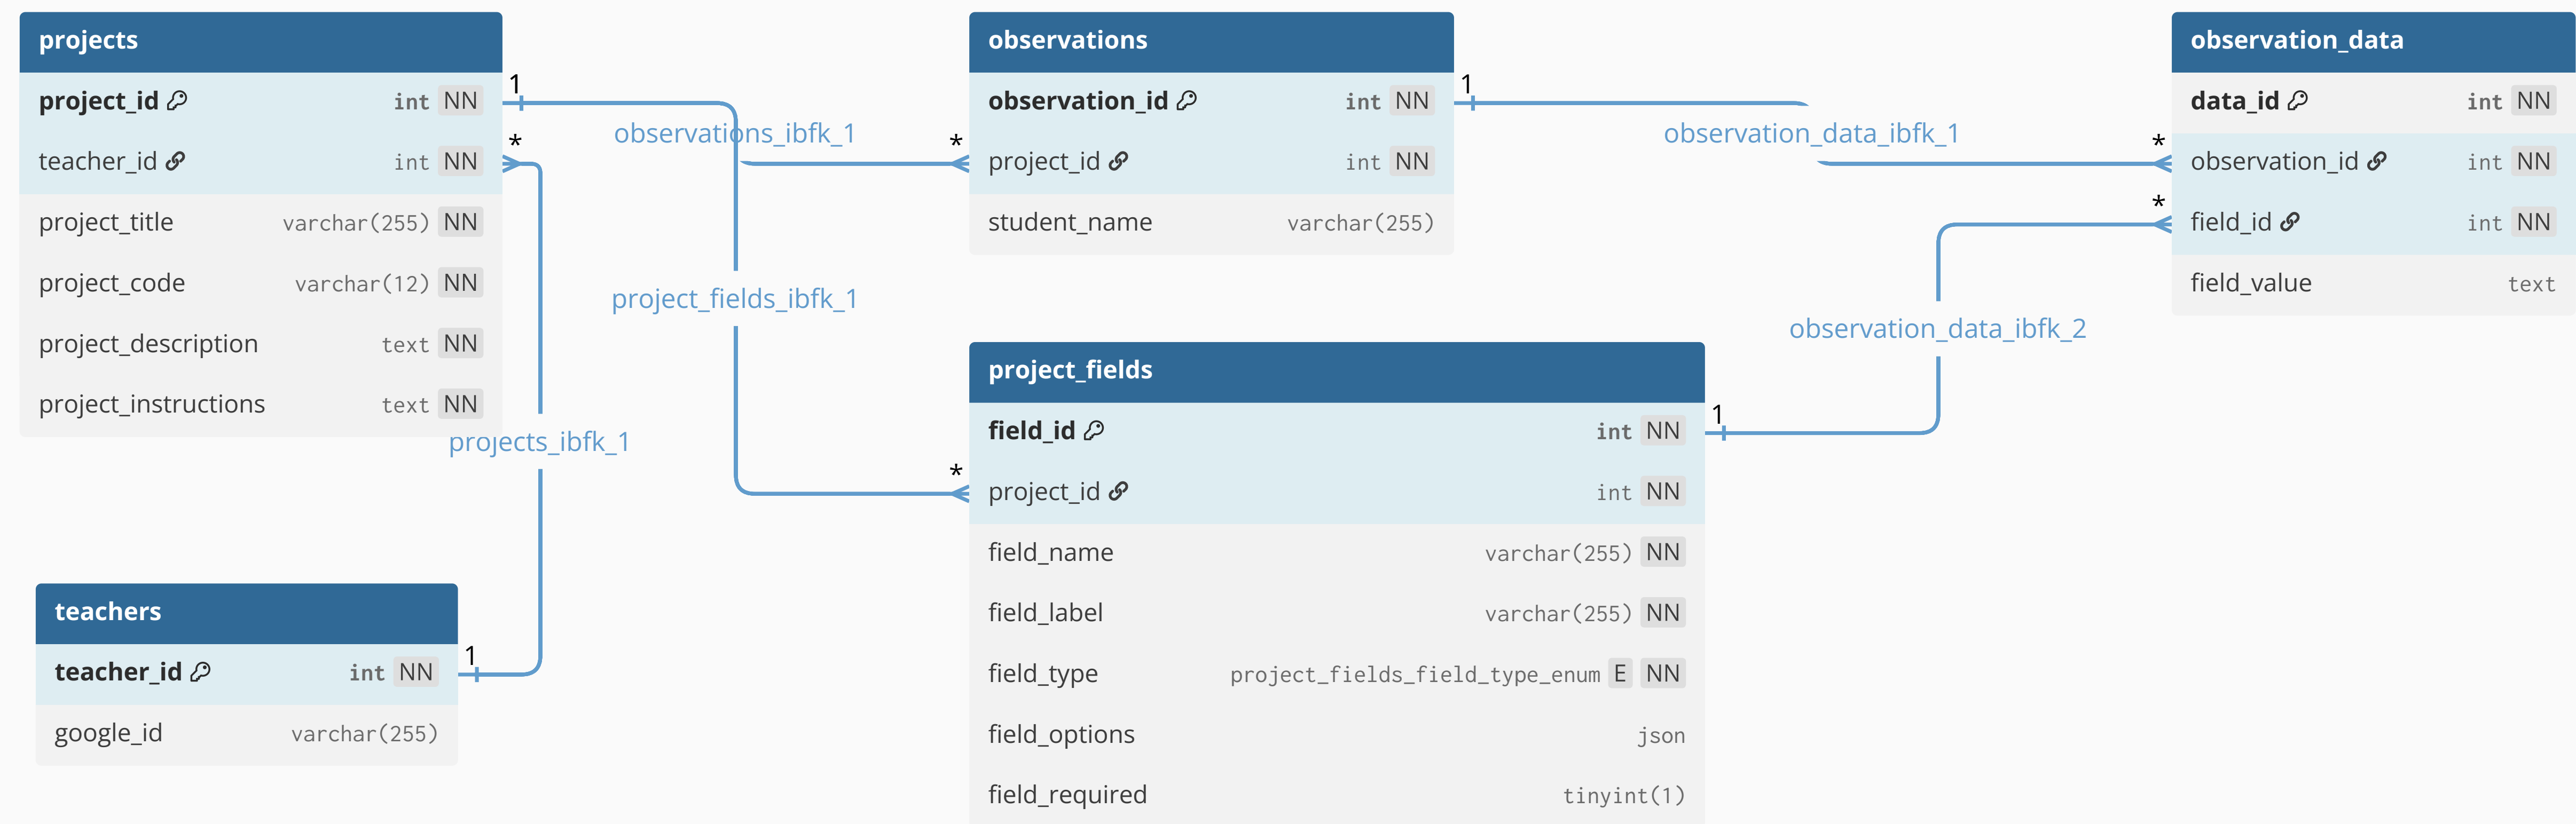 projects
project_id int NN
teacher_id int NN
project_title varchar(255) NN
project_code varchar(12) NN
project_description text NN
project_instructions text NN
1
*
observations_ibfk_1
*
project_fields_ibfk_1
*
projects_ibfk_1
teachers
teacher_id int NN
google_id varchar(255)
1
observations
observation_id int NN
project_id int NN
student_name varchar(255)
1
observation_data_ibfk_1
*
*
observation_data_ibfk_2
project_fields
field_id int NN
project_id int NN
field_name varchar(255) NN
field_label varchar(255) NN
field_type project_fields_field_type_enum E NN
field_options json
field_required tinyint(1)
1
observation_data
data_id int NN
observation_id int NN
field_id int NN
field_value text